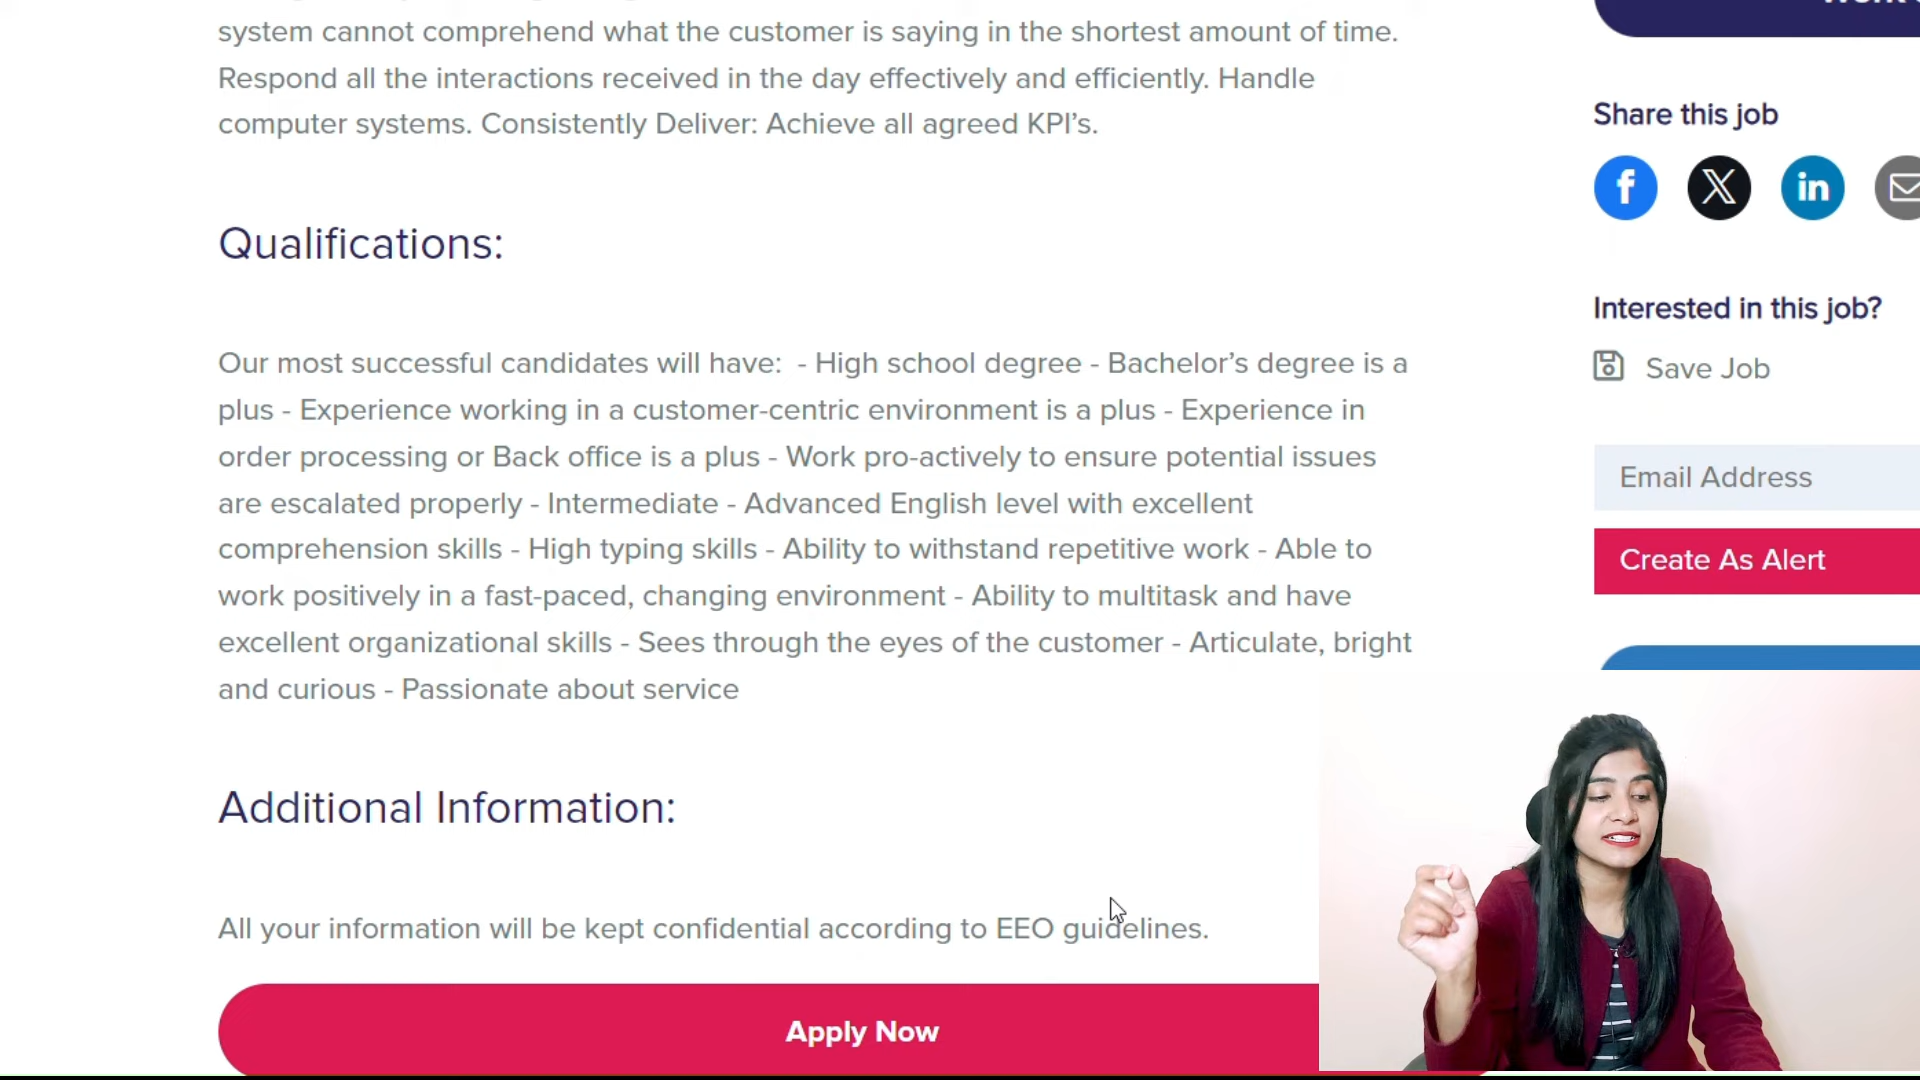 system cannot comprehend what the customer is saying in the shortest amount of time.
Respond all the interactions received in the day effectively and efficiently. Handle
computer systems. Consistently Deliver: Achieve all agreed KPI’s.
Qualifications:
Our most successful candidates will have:  - High school degree - Bachelor’s degree is a
plus - Experience working in a customer-centric environment is a plus - Experience in
order processing or Back office is a plus - Work pro-actively to ensure potential issues
are escalated properly - Intermediate - Advanced English level with excellent
comprehension skills - High typing skills - Ability to withstand repetitive work - Able to
work positively in a fast-paced, changing environment - Ability to multitask and have
excellent organizational skills - Sees through the eyes of the customer - Articulate, bright
and curious - Passionate about service
Additional Information:
All your information will be kept confidential according to EEO guidelines.
Apply Now
Share this job
f X in
Interested in this job?
Save Job
Email Address
Create As Alert